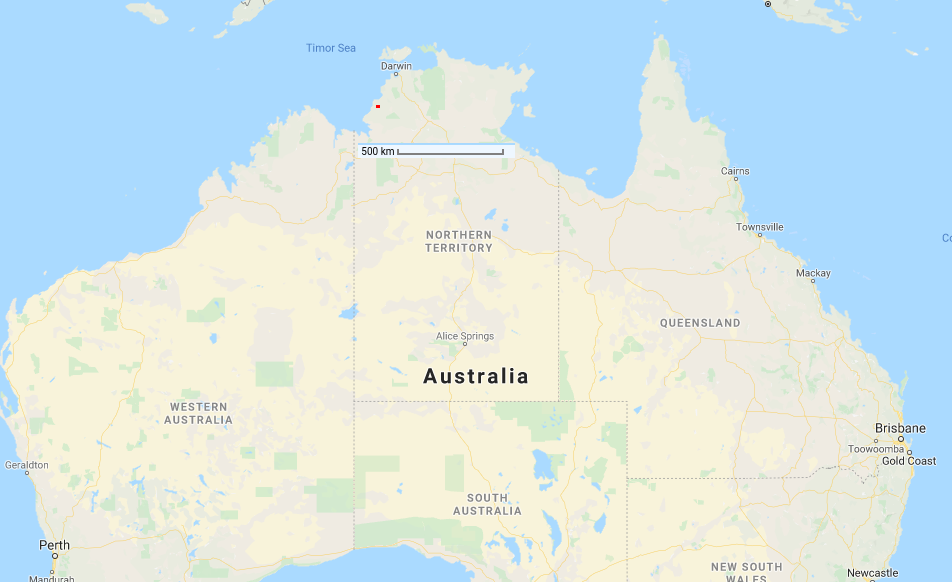 Timor Sea
Darwin
500 km
Cairns
Townsville
NORTHERN
TERRITORY
Mackay
QUEENSLAND
Alice Springs
Australia
WESTERN
AUSTRALIA
Brisbane
Toowoomba
Gold Coast
Geraldton
SOUTH
AUSTRALIA
Perth
NEW SOUTH
WALES
Mandurah
Newcastle